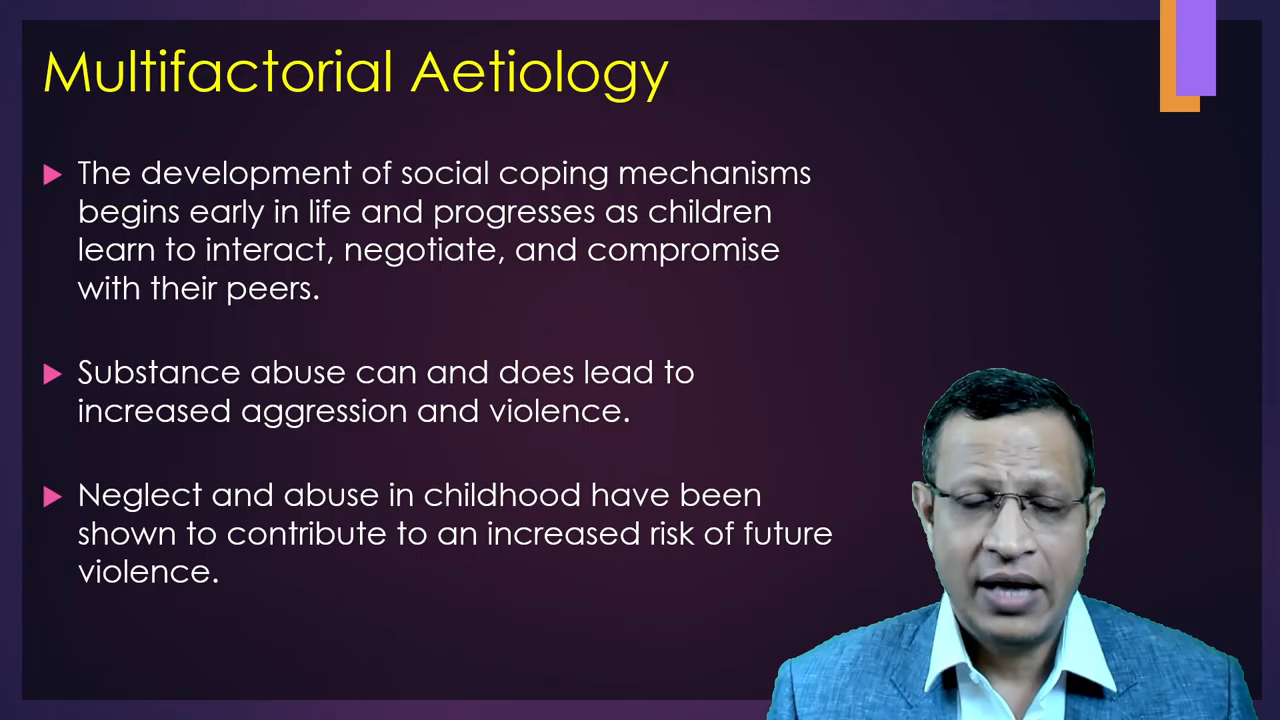 Multifactorial Aetiology
The development of social coping mechanisms
begins early in life and progresses as children
learn to interact, negotiate, and compromise
with their peers.
Substance abuse can and does lead to
increased aggression and violence.
Neglect and abuse in childhood have been
shown to contribute to an increased risk of future
violence.